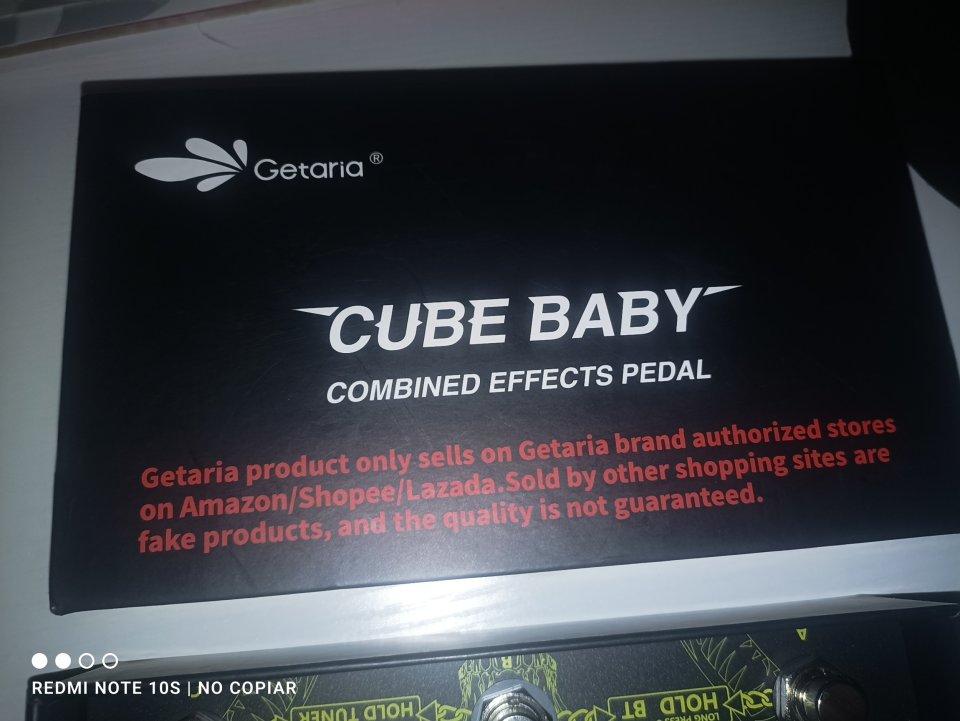 Getaria ®
CUBE BABY
COMBINED EFFECTS PEDAL
Getaria product only sells on Getaria brand authorized stores
on Amazon/Shopee/Lazada.Sold by other shopping sites are
fake products, and the quality is not guaranteed.
A
B
LONG PRESS
HOLD BT
HOLD TUNER
REDMI NOTE 10S | NO COPIAR